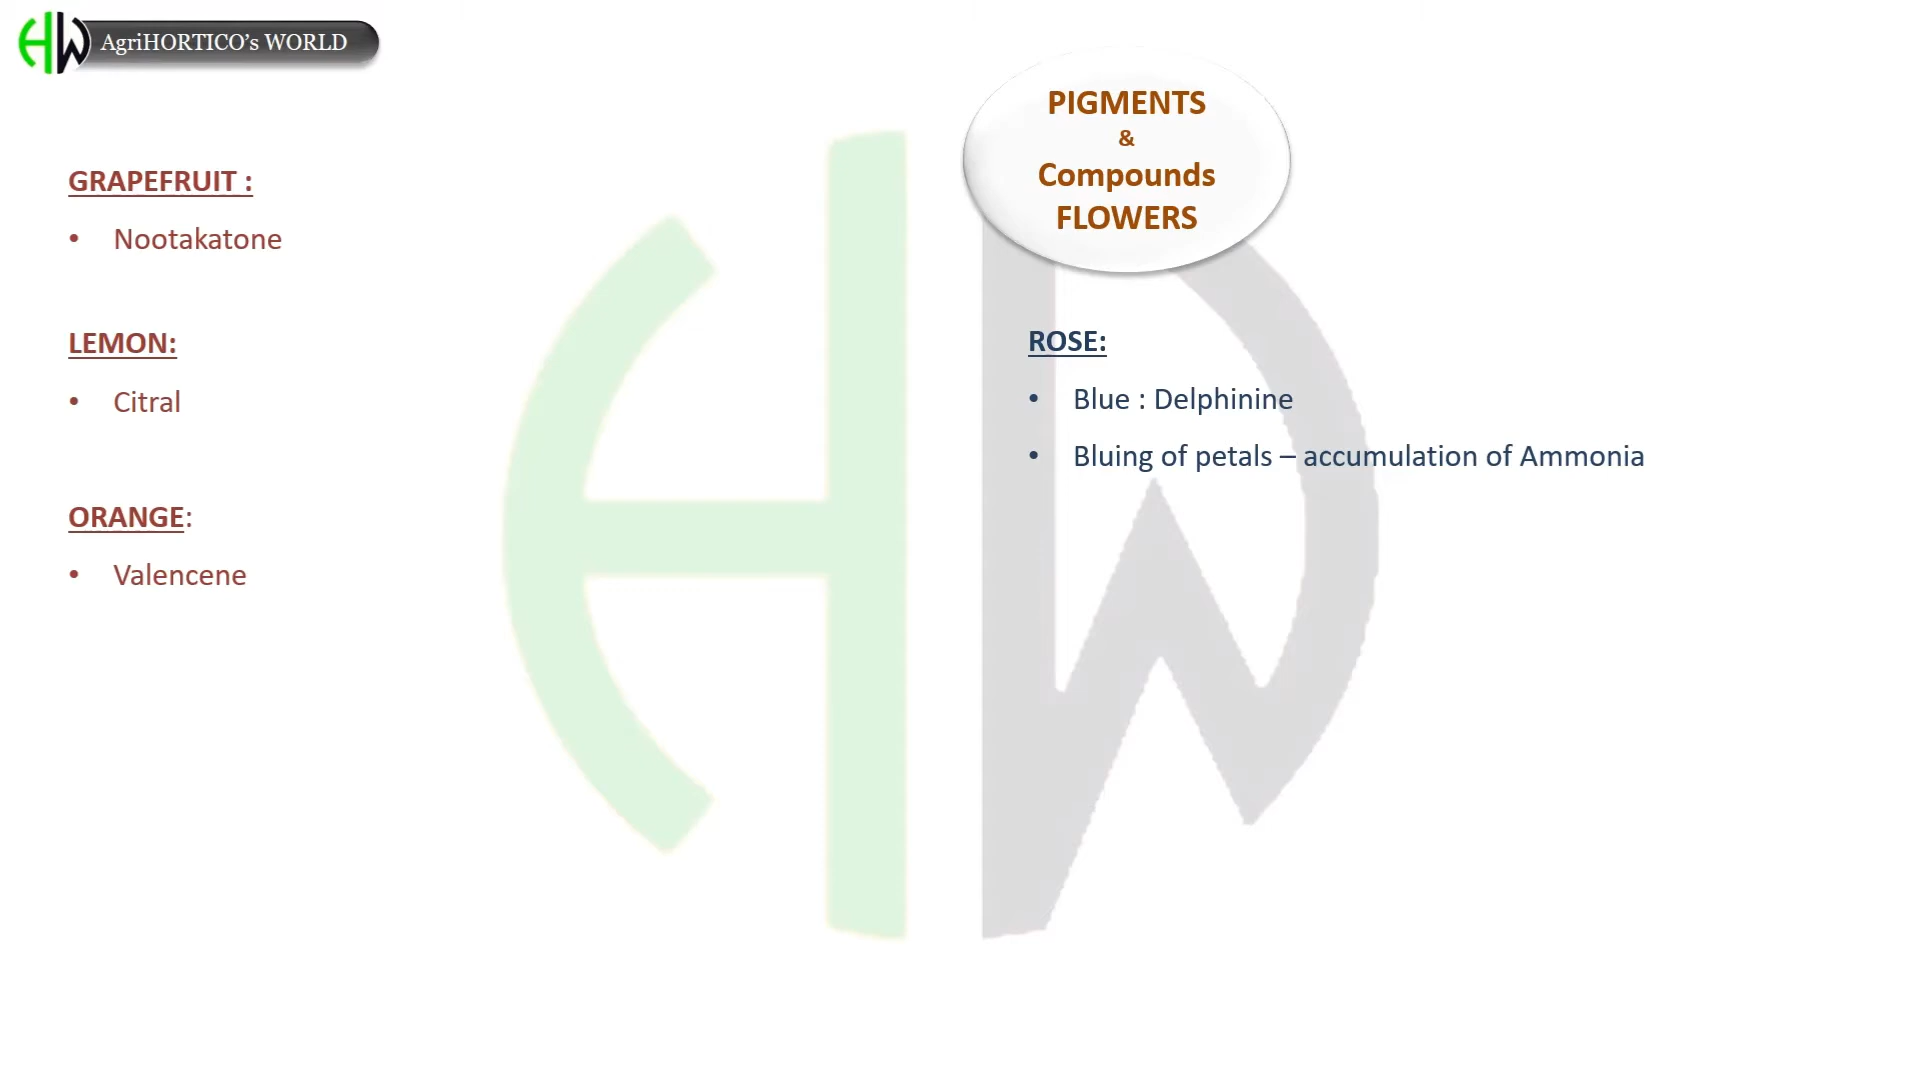 AgriHORTICO's WORLD
GRAPEFRUIT :
• Nootakatone
LEMON:
• Citral
ORANGE:
• Valencene
PIGMENTS
&
Compounds
FLOWERS
ROSE:
• Blue : Delphinine
• Bluing of petals – accumulation of Ammonia